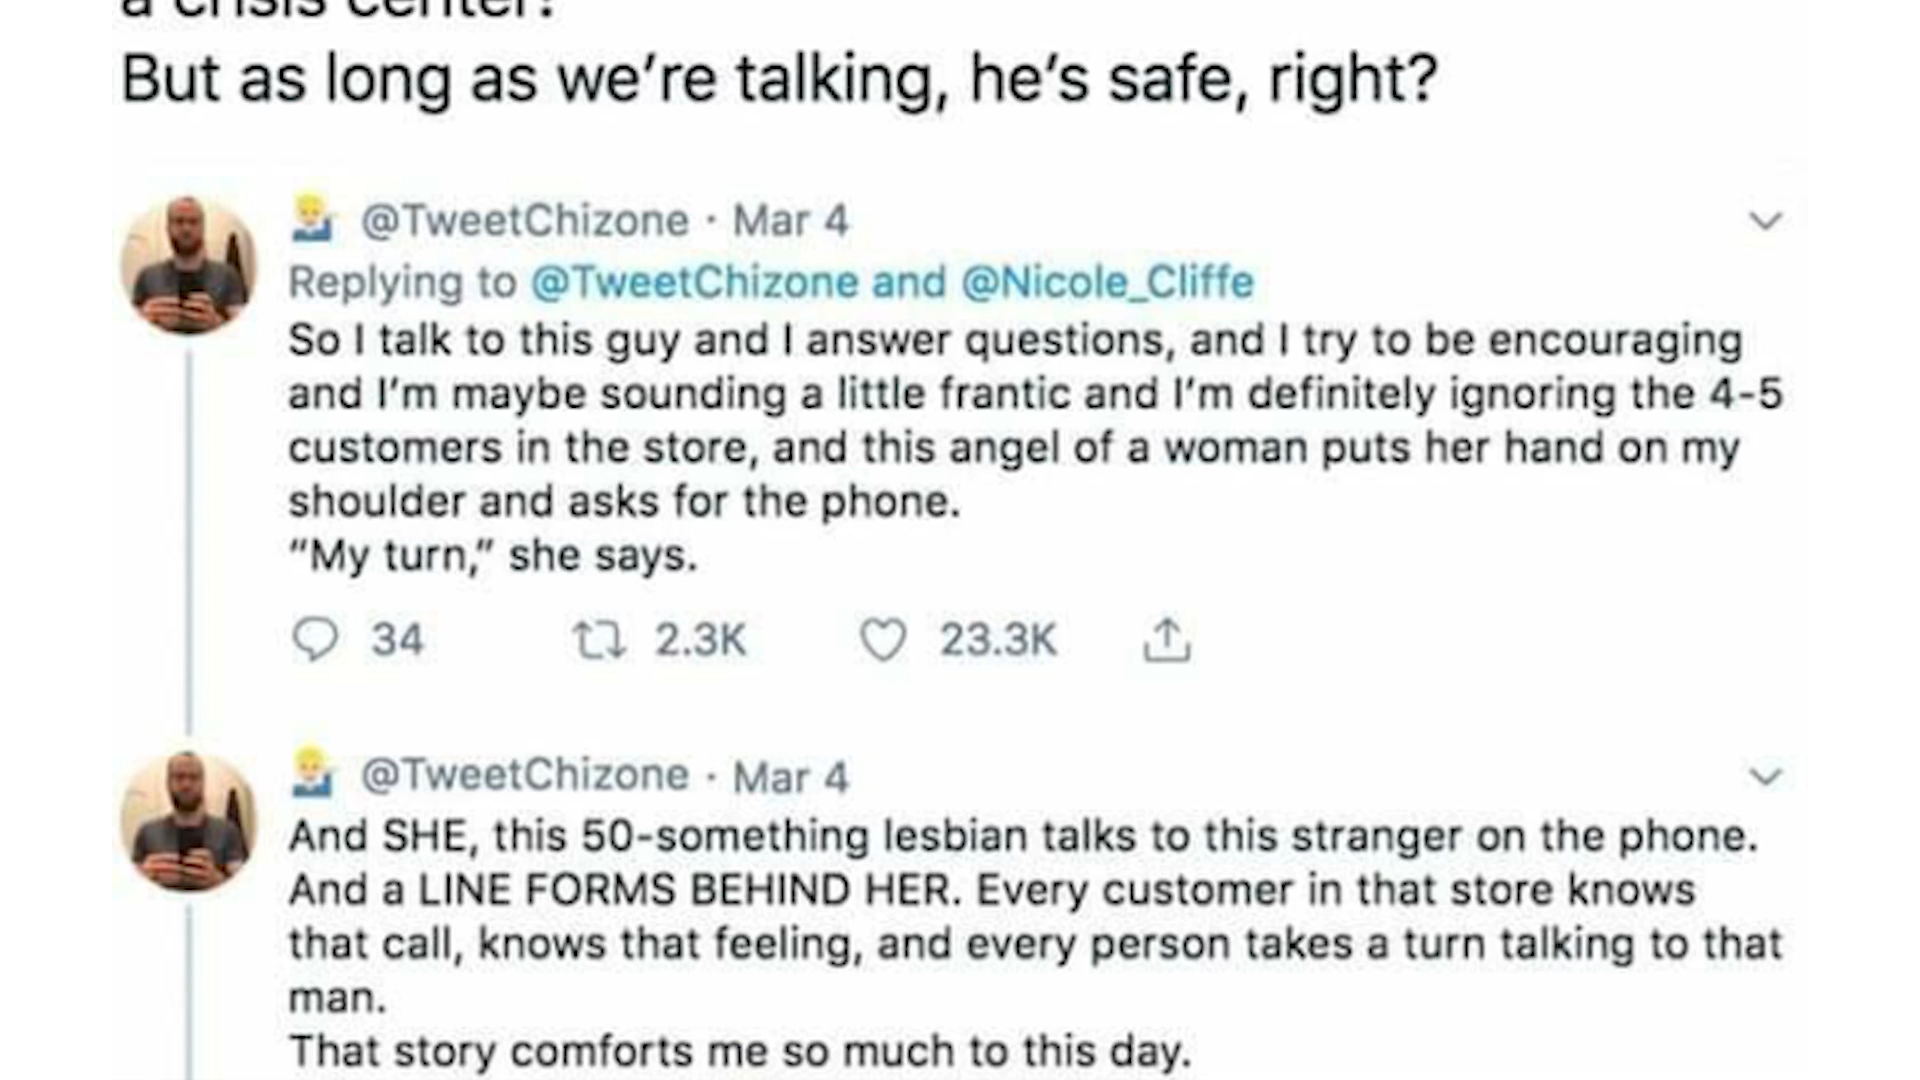 a crisis center?
But as long as we're talking, he's safe, right?
@TweetChizone · Mar 4
Replying to @TweetChizone and @Nicole_Cliffe
So I talk to this guy and I answer questions, and I try to be encouraging
and I'm maybe sounding a little frantic and I'm definitely ignoring the 4-5
customers in the store, and this angel of a woman puts her hand on my
shoulder and asks for the phone.
“My turn,” she says.
34 2.3K 23.3K
@TweetChizone · Mar 4
And SHE, this 50-something lesbian talks to this stranger on the phone.
And a LINE FORMS BEHIND HER. Every customer in that store knows
that call, knows that feeling, and every person takes a turn talking to that
man.
That story comforts me so much to this day.